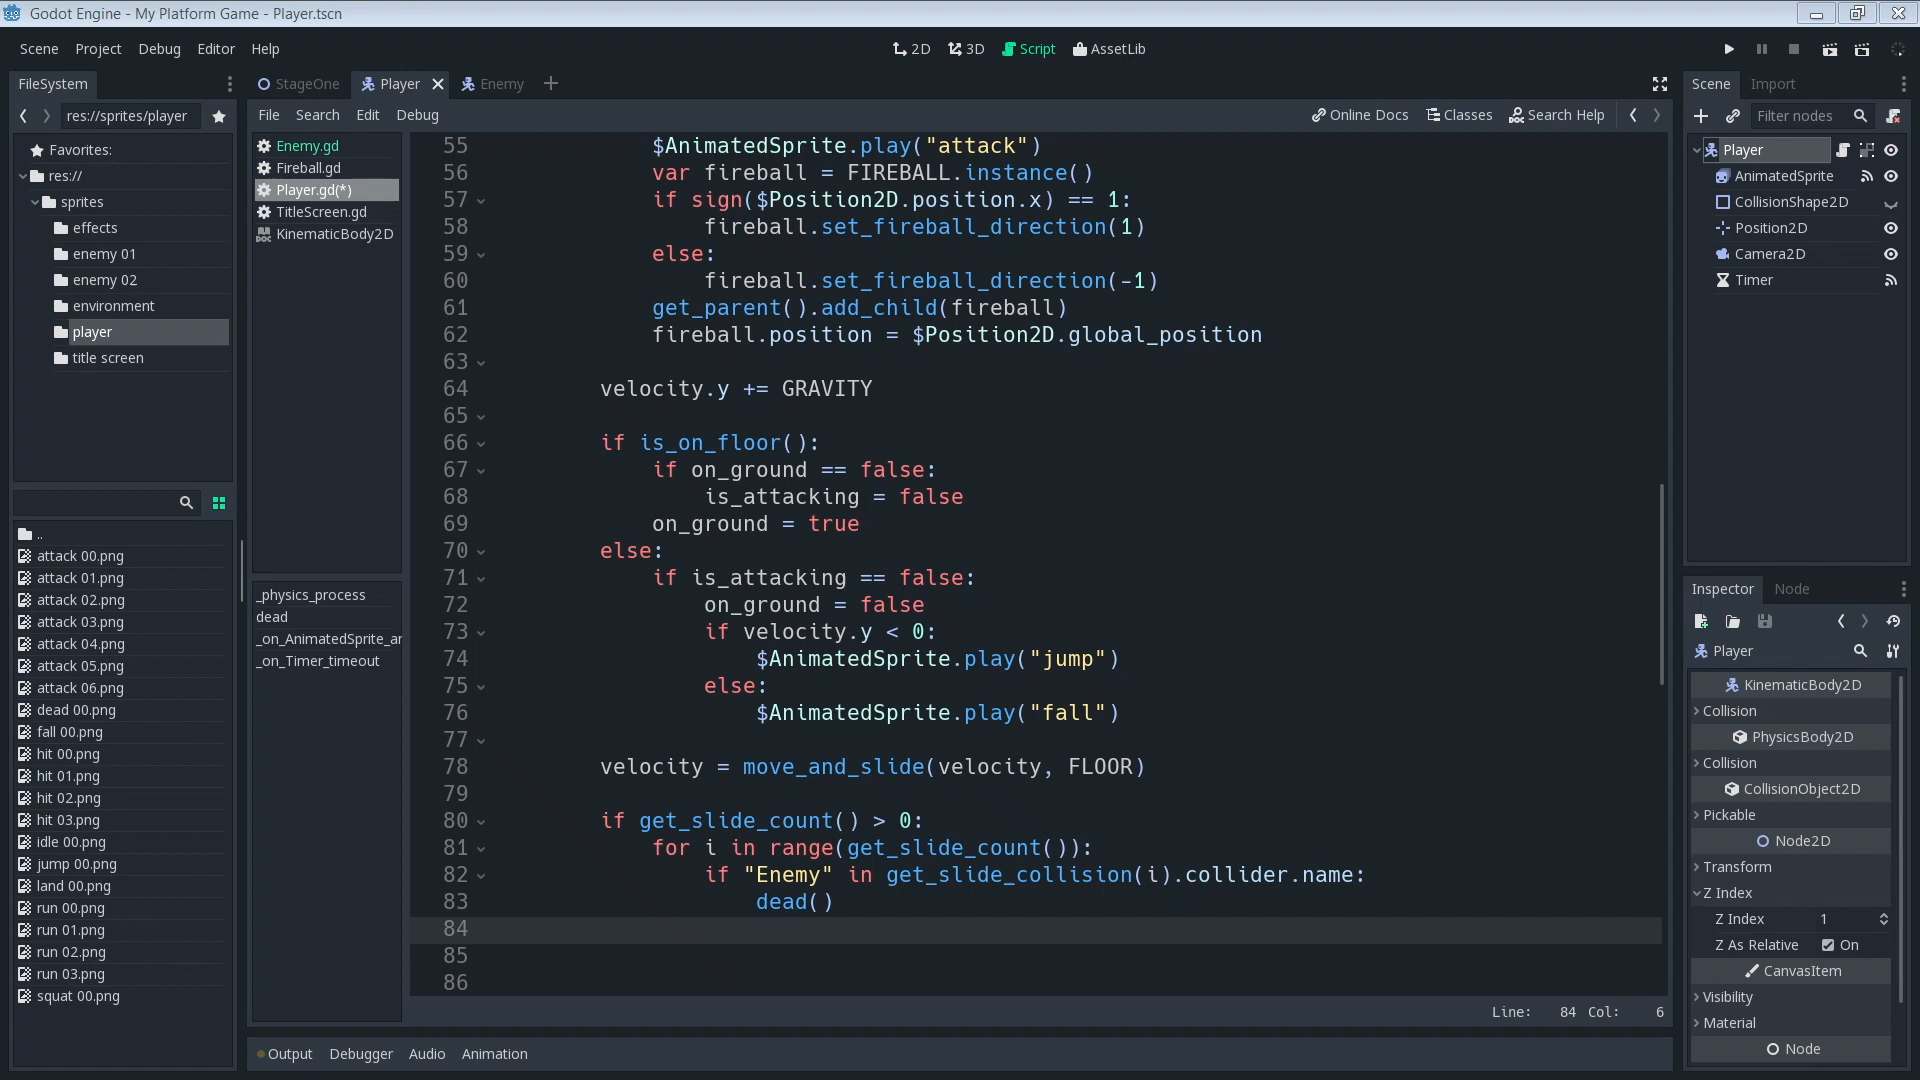 Godot Engine - My Platform Game - Player.tscn
Scene Project Debug Editor Help
2D 3D Script AssetLib
FileSystem
res://sprites/player
Favorites:
res://
sprites
effects
enemy 01
enemy 02
environment
player
title screen
..
attack 00.png
attack 01.png
attack 02.png
attack 03.png
attack 04.png
attack 05.png
attack 06.png
dead 00.png
fall 00.png
hit 00.png
hit 01.png
hit 02.png
hit 03.png
idle 00.png
jump 00.png
land 00.png
run 00.png
run 01.png
run 02.png
run 03.png
squat 00.png
StageOne Player Enemy
File Search Edit Debug
Online Docs Classes Search Help
Enemy.gd
Fireball.gd
Player.gd(*)
TitleScreen.gd
KinematicBody2D
_physics_process
dead
_on_AnimatedSprite_ar
_on_Timer_timeout
55 $AnimatedSprite.play("attack")
56 var fireball = FIREBALL.instance()
57 if sign($Position2D.position.x) == 1:
58 fireball.set_fireball_direction(1)
59 else:
60 fireball.set_fireball_direction(-1)
61 get_parent().add_child(fireball)
62 fireball.position = $Position2D.global_position
63
64 velocity.y += GRAVITY
65
66 if is_on_floor():
67 if on_ground == false:
68 is_attacking = false
69 on_ground = true
70 else:
71 if is_attacking == false:
72 on_ground = false
73 if velocity.y < 0:
74 $AnimatedSprite.play("jump")
75 else:
76 $AnimatedSprite.play("fall")
77
78 velocity = move_and_slide(velocity, FLOOR)
79
80 if get_slide_count() > 0:
81 for i in range(get_slide_count()):
82 if "Enemy" in get_slide_collision(i).collider.name:
83 dead()
84
85
86
Line: 84 Col: 6
Output Debugger Audio Animation
Scene Import
Filter nodes
Player
AnimatedSprite
CollisionShape2D
Position2D
Camera2D
Timer
Inspector Node
Player
KinematicBody2D
Collision
PhysicsBody2D
Collision
CollisionObject2D
Pickable
Node2D
Transform
Z Index
Z Index 1
Z As Relative On
CanvasItem
Visibility
Material
Node